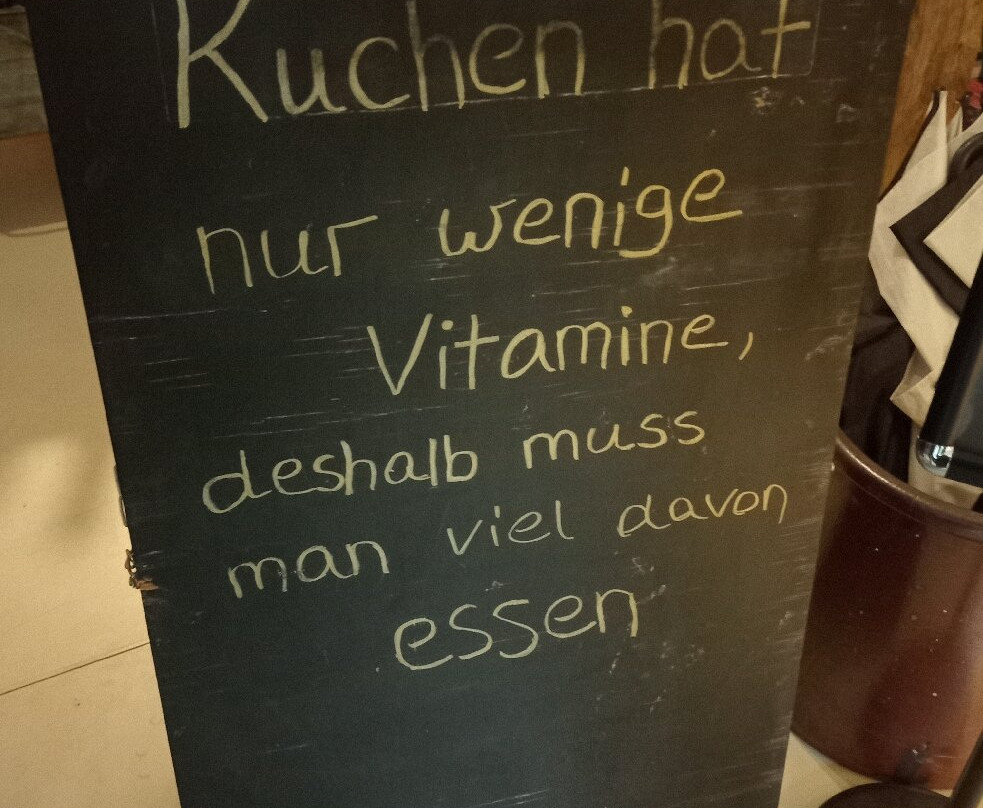 Kuchen hat
nur wenige
Vitamine,
deshalb muss
man viel davon
essen